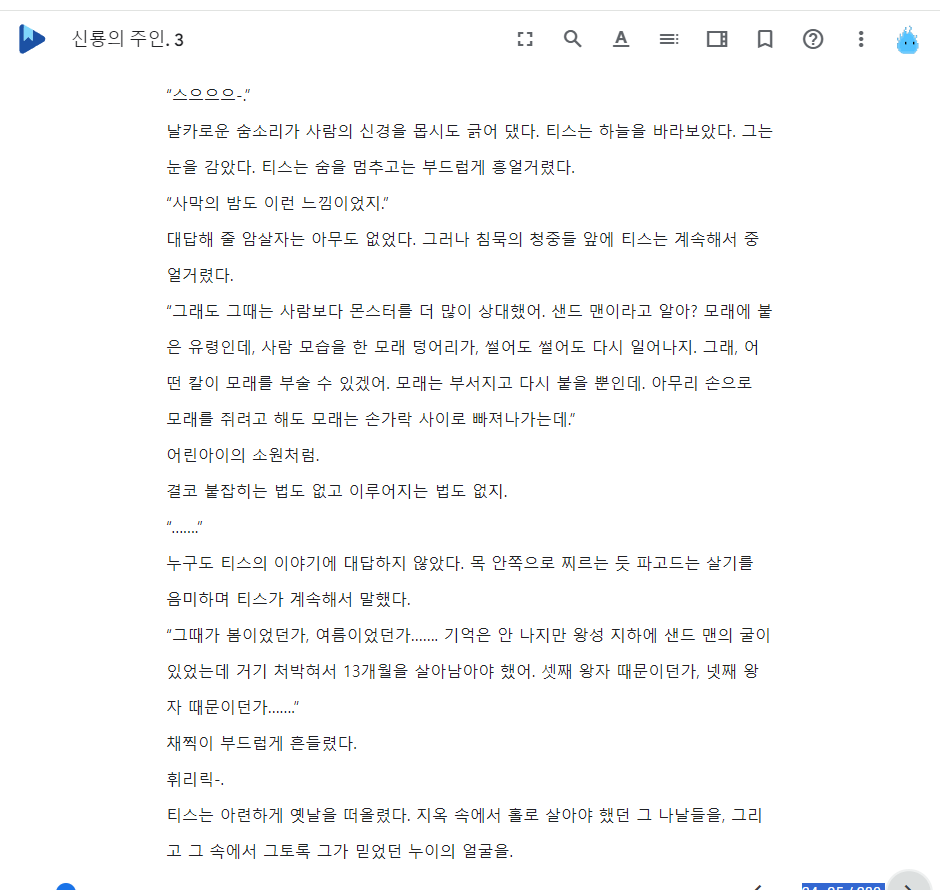 신룡의 주인. 3
“스으으으-.”
날카로운 숨소리가 사람의 신경을 몹시도 긁어 댔다. 티스는 하늘을 바라보았다. 그는
눈을 감았다. 티스는 숨을 멈추고는 부드럽게 흥얼거렸다.
“사막의 밤도 이런 느낌이었지.”
대답해 줄 암살자는 아무도 없었다. 그러나 침묵의 청중들 앞에 티스는 계속해서 중
얼거렸다.
“그래도 그때는 사람보다 몬스터를 더 많이 상대했어. 샌드 맨이라고 알아? 모래에 붙
은 유령인데, 사람 모습을 한 모래 덩어리가, 썰어도 썰어도 다시 일어나지. 그래, 어
떤 칼이 모래를 부술 수 있겠어. 모래는 부서지고 다시 붙을 뿐인데. 아무리 손으로
모래를 쥐려고 해도 모래는 손가락 사이로 빠져나가는데.”
어린아이의 소원처럼.
결코 붙잡히는 법도 없고 이루어지는 법도 없지.
“.......”
누구도 티스의 이야기에 대답하지 않았다. 목 안쪽으로 찌르는 듯 파고드는 살기를
음미하며 티스가 계속해서 말했다.
“그때가 봄이었던가, 여름이었던가....... 기억은 안 나지만 왕성 지하에 샌드 맨의 굴이
있었는데 거기 처박혀서 13개월을 살아남아야 했어. 셋째 왕자 때문이던가, 넷째 왕
자 때문이던가.......”
채찍이 부드럽게 흔들렸다.
휘리릭-.
티스는 아련하게 옛날을 떠올렸다. 지옥 속에서 홀로 살아야 했던 그 나날들을, 그리
고 그 속에서 그토록 그가 믿었던 누이의 얼굴을.